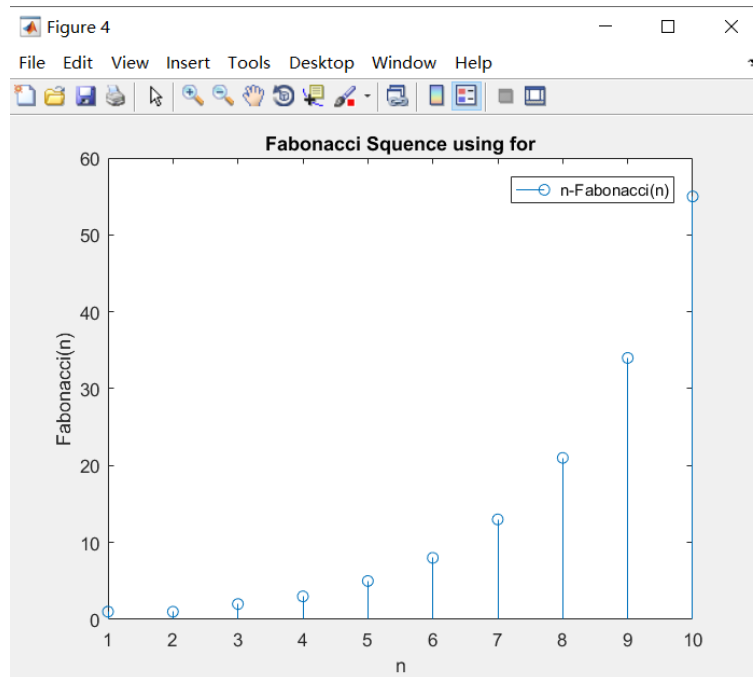 Figure 4
File Edit View Insert Tools Desktop Window Help
Fabonacci Squence using for
n-Fabonacci(n)
60
50
40
30
20
10
0
Fabonacci(n)
1 2 3 4 5 6 7 8 9 10
n